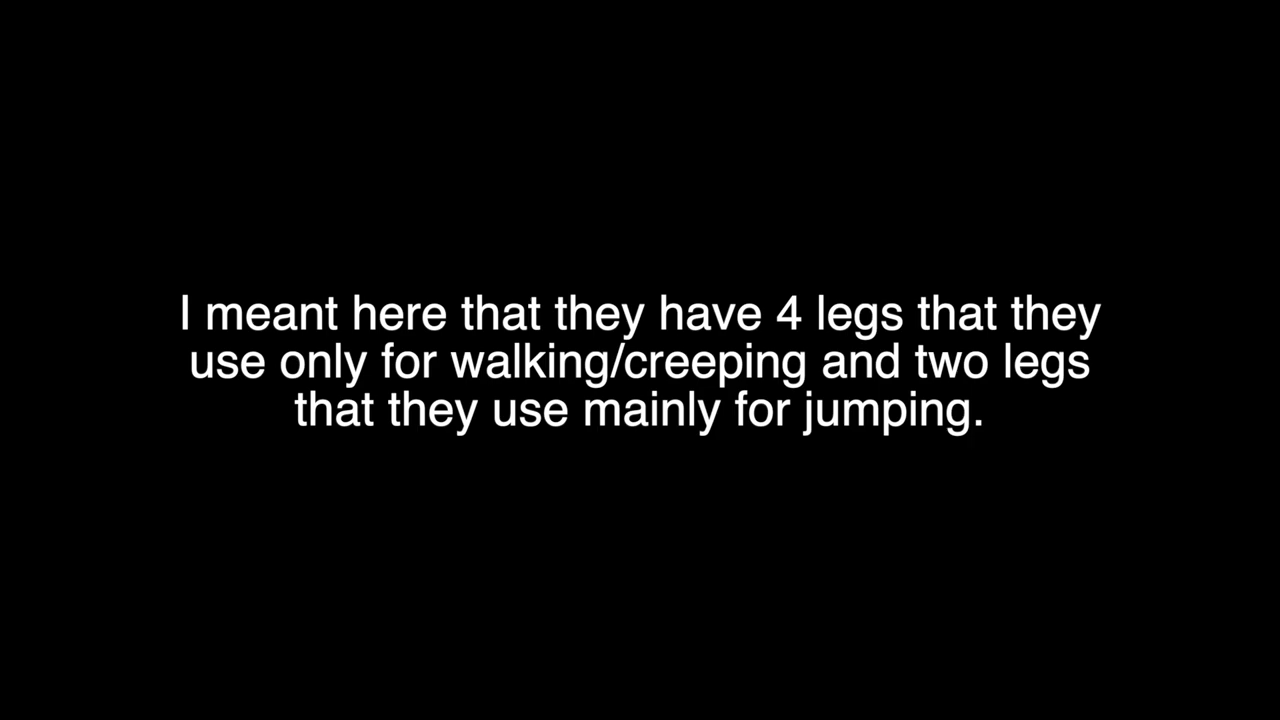 I meant here that they have 4 legs that they
use only for walking/creeping and two legs
that they use mainly for jumping.